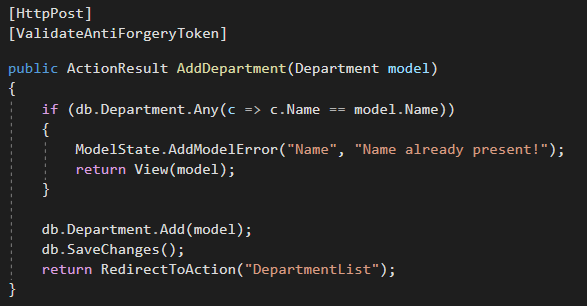 [HttpPost]
[ValidateAntiForgeryToken]
public ActionResult AddDepartment(Department model)
{
if (db.Department.Any(c => c.Name == model.Name))
{
ModelState.AddModelError("Name", "Name already present!");
return View(model);
}
db.Department.Add(model);
db.SaveChanges();
return RedirectToAction("DepartmentList");
}